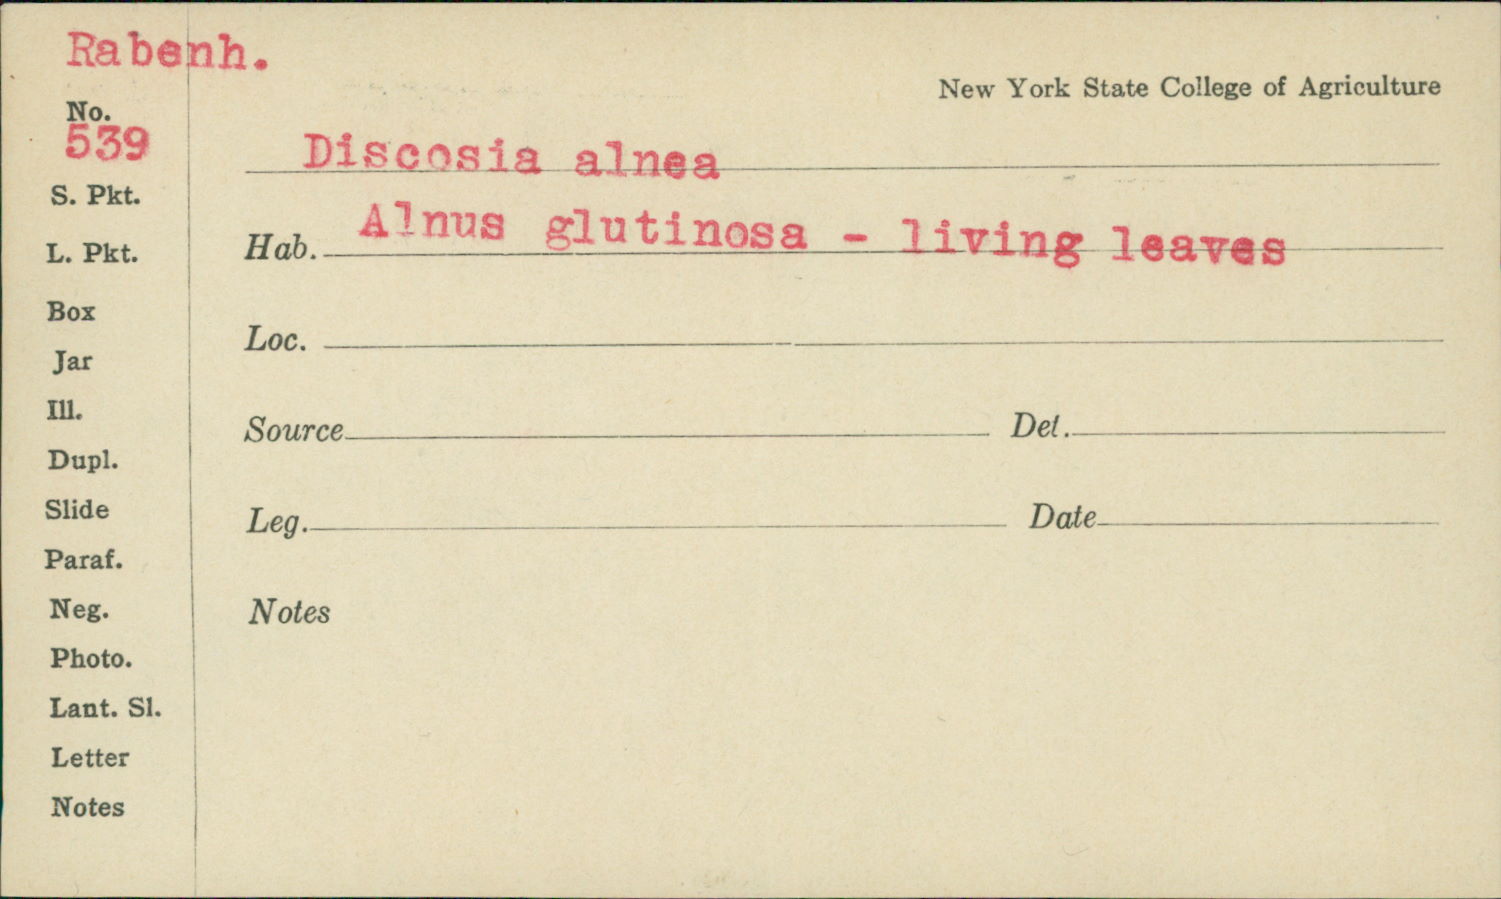 Rabenh.
New York State College of Agriculture
No.
539
Discosia alnea
S. Pkt.
Hab. Alnus glutinosa - living leaves
L. Pkt.
Box
Loc.
Jar
Ill.
Source Det.
Dupl.
Slide
Leg. Date
Paraf.
Neg.
Notes
Photo.
Lant. Sl.
Letter
Notes